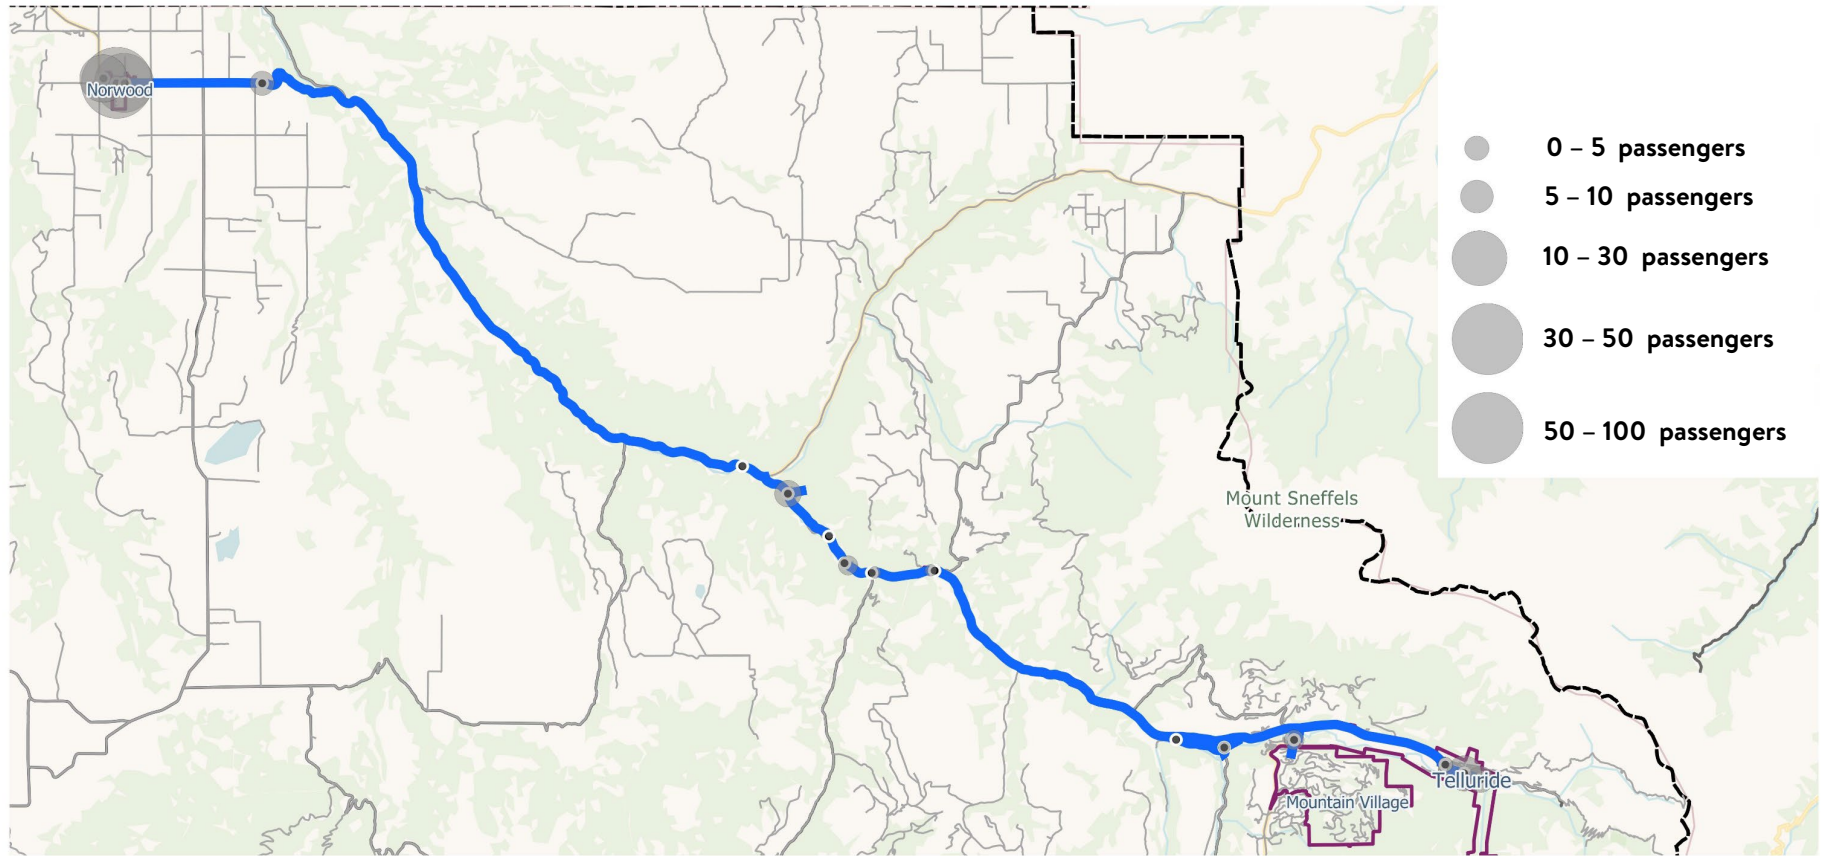 Norwood
0 – 5 passengers
5 – 10 passengers
10 – 30 passengers
30 – 50 passengers
50 – 100 passengers
Mount Sneffels
Wilderness
Telluride
Mountain Village